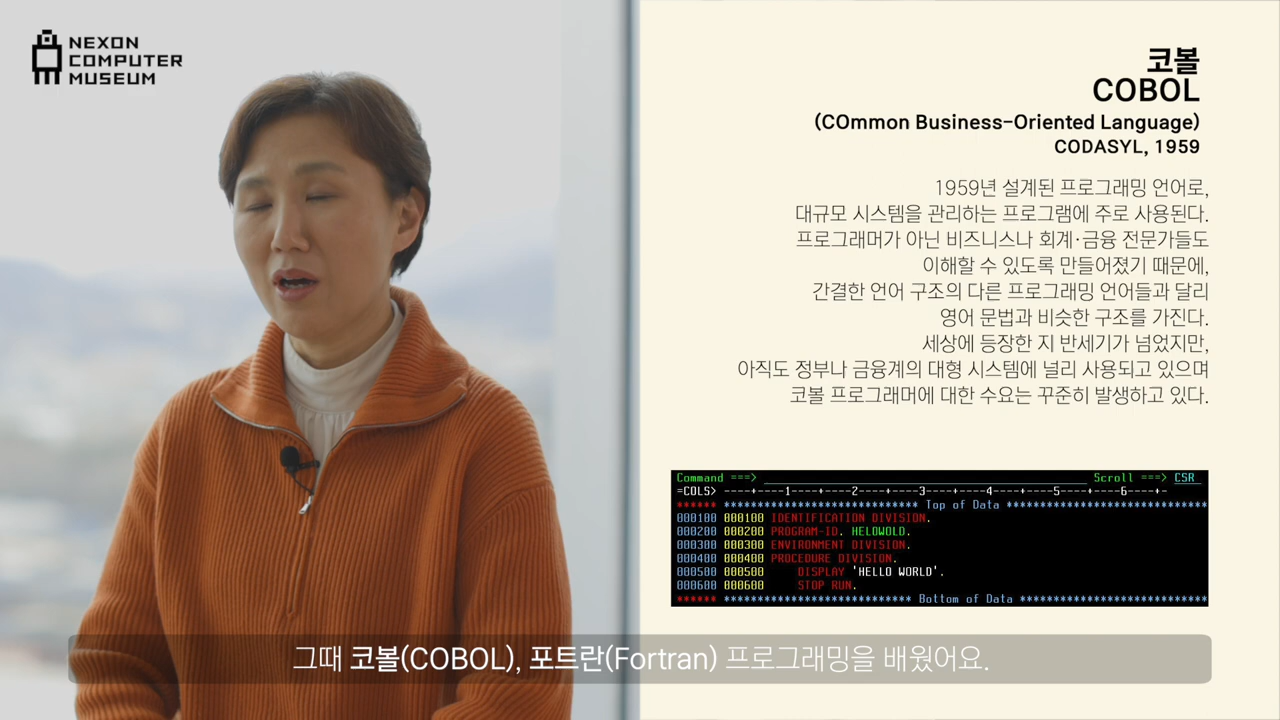 NEXON
COMPUTER
MUSEUM
코볼
COBOL
(COmmon Business-Oriented Language)
CODASYL, 1959
1959년 설계된 프로그래밍 언어로,
대규모 시스템을 관리하는 프로그램에 주로 사용된다.
프로그래머가 아닌 비즈니스나 회계·금융 전문가들도
이해할 수 있도록 만들어졌기 때문에,
간결한 언어 구조의 다른 프로그래밍 언어들과 달리
영어 문법과 비슷한 구조를 가진다.
세상에 등장한 지 반세기가 넘었지만,
아직도 정부나 금융계의 대형 시스템에 널리 사용되고 있으며
코볼 프로그래머에 대한 수요는 꾸준히 발생하고 있다.
Command ===> Scroll ===> CSR
=COLS> ----+----1----+----2----+----3----+----4----+----5----+----6----+-
****** ***************************** Top of Data ******************************
000100 000100 IDENTIFICATION DIVISION.
000200 000200 PROGRAM-ID. HELOWOLD.
000300 000300 ENVIRONMENT DIVISION.
000400 000400 PROCEDURE DIVISION.
000500 000500 DISPLAY 'HELLO WORLD'.
000600 000600 STOP RUN.
****** **************************** Bottom of Data ****************************
그때 코볼(COBOL), 포트란(Fortran) 프로그래밍을 배웠어요.